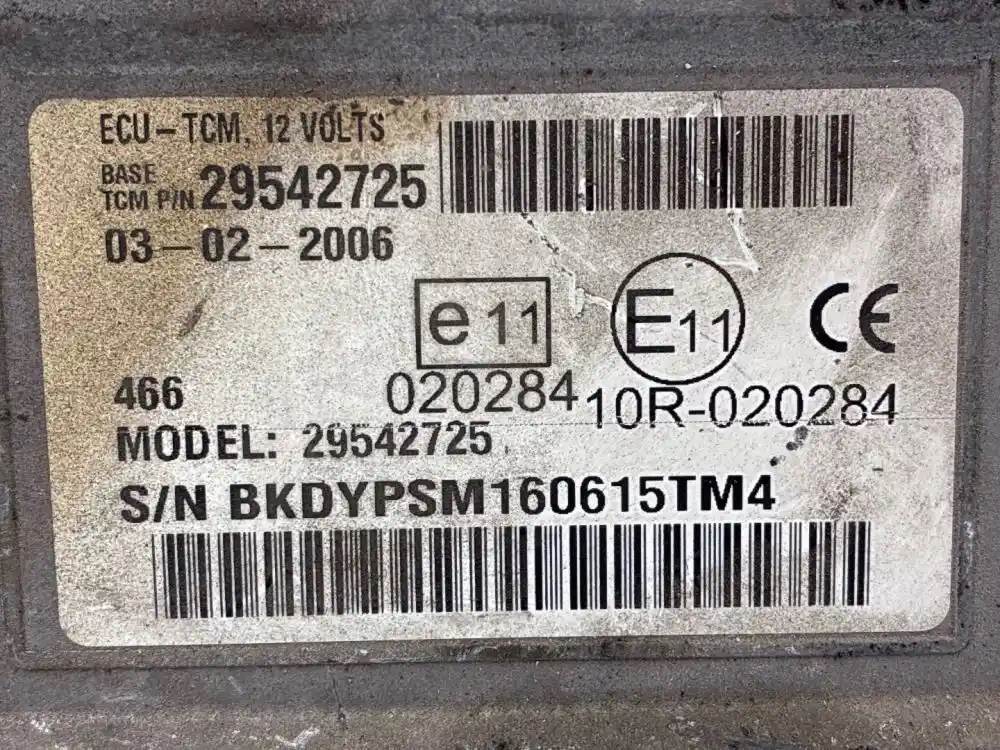 ECU-TCM, 12 VOLTS
BASE
TCM P/N 29542725
03-02-2006
e 11
E11
CE
466
020284
10R-020284
MODEL: 29542725
S/N BKDYPSM160615TM4